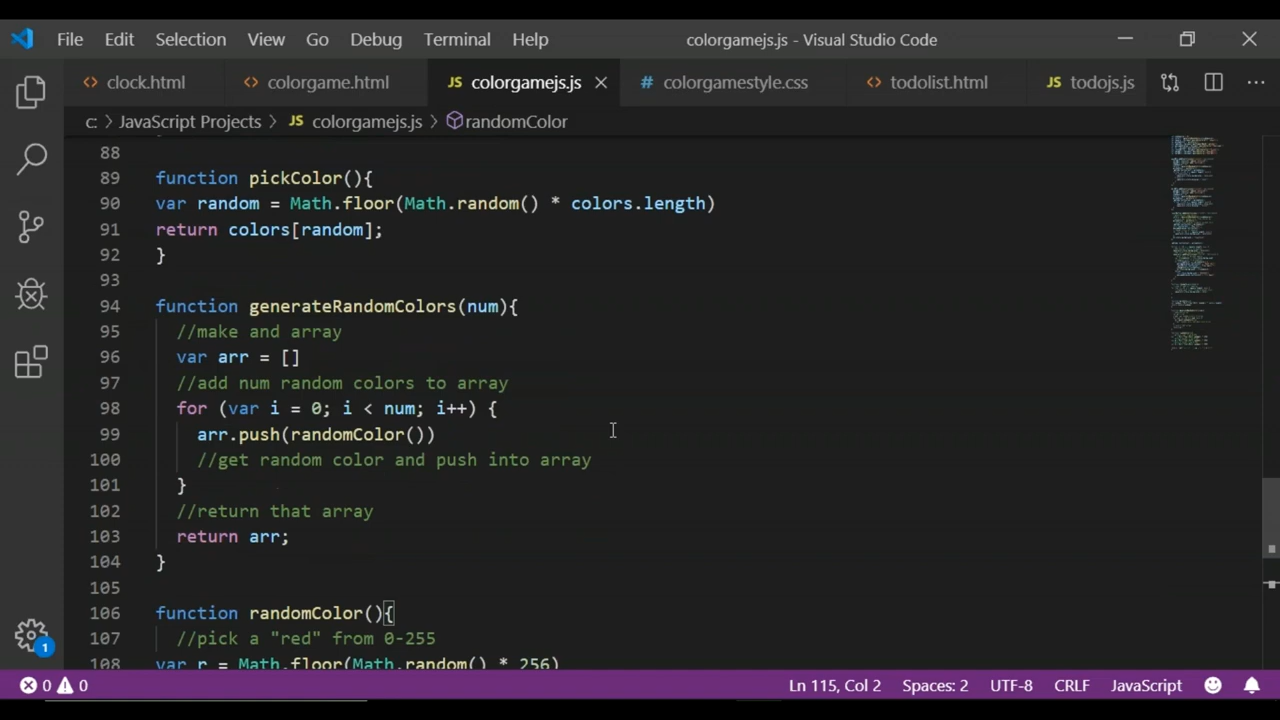 File Edit Selection View Go Debug Terminal Help colorgamejs.js - Visual Studio Code
<> clock.html <> colorgame.html JS colorgamejs.js # colorgamestyle.css <> todolist.html JS todojs.js ...
c: > JavaScript Projects > JS colorgamejs.js > randomColor
88
89 function pickColor(){
90 var random = Math.floor(Math.random() * colors.length)
91 return colors[random];
92 }
93
94 function generateRandomColors(num){
95 //make and array
96 var arr = []
97 //add num random colors to array
98 for (var i = 0; i < num; i++) {
99 arr.push(randomColor())
100 //get random color and push into array
101 }
102 //return that array
103 return arr;
104 }
105
106 function randomColor(){
107 //pick a "red" from 0-255
108 var r = Math.floor(Math.random() * 256)
1
0 0 Ln 115, Col 2 Spaces: 2 UTF-8 CRLF JavaScript